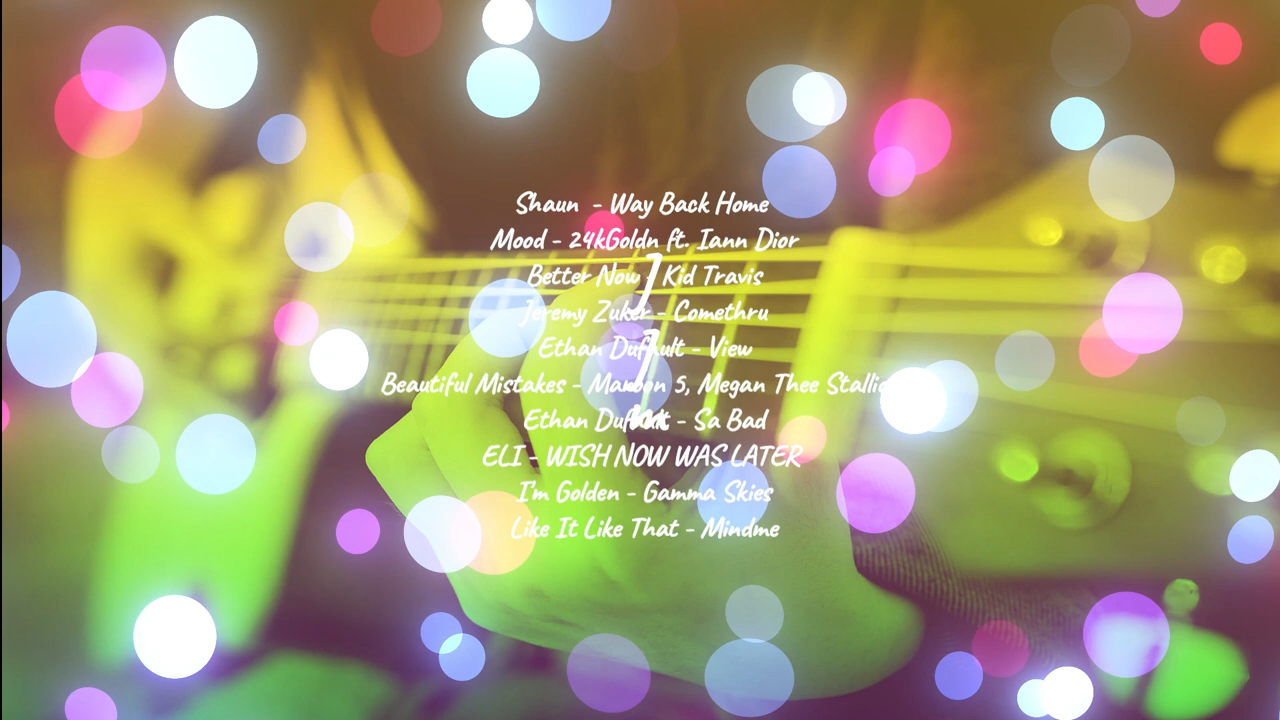 Shaun - Way Back Home
Mood - 24kGoldn ft. Iann Dior
Better Now - Kid Travis
Jeremy Zuker - Comethru
Ethan Dufault - View
Beautiful Mistakes - Maroon 5, Megan Thee Stallion
Ethan Dufault - Sa Bad
ELI - WISH NOW WAS LATER
I'm Golden - Gamma Skies
Like It Like That - Mindme